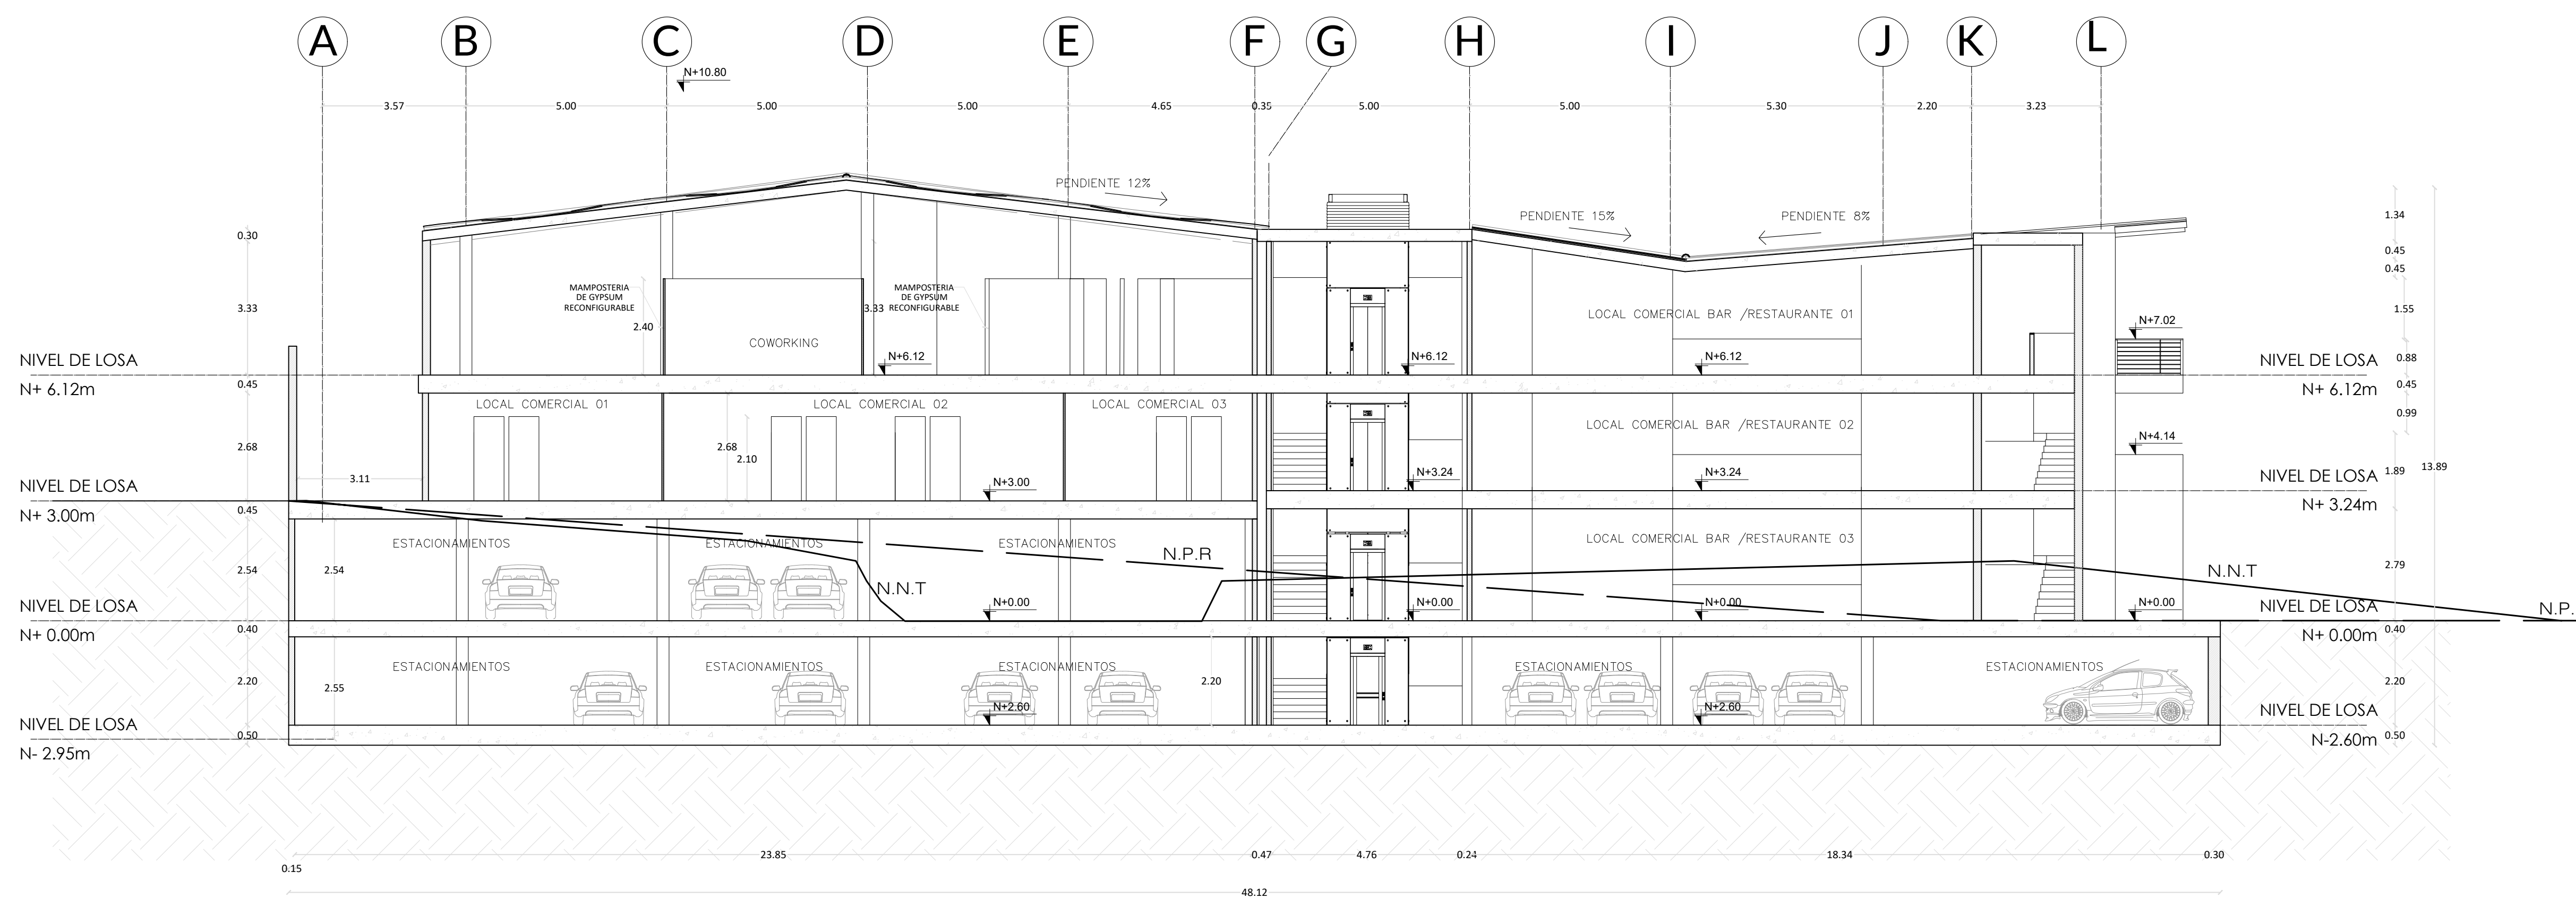 A B C D E F G H I J K L
N+10.80
3.57 5.00 5.00 5.00 4.65 0.35 5.00 5.00 5.30 2.20 3.23
PENDIENTE 12%
PENDIENTE 15%
PENDIENTE 8%
0.30
1.34
0.45
0.45
MAMPOSTERIA
DE GYPSUM
RECONFIGURABLE
MAMPOSTERIA
DE GYPSUM
RECONFIGURABLE
3.33
2.40
3.33
COWORKING
LOCAL COMERCIAL BAR /RESTAURANTE 01
1.55
N+7.02
N+6.12
N+6.12
N+6.12
NIVEL DE LOSA
N+ 6.12m
NIVEL DE LOSA
N+ 6.12m
0.88
0.45
0.45
0.99
LOCAL COMERCIAL 01
LOCAL COMERCIAL 02
LOCAL COMERCIAL 03
LOCAL COMERCIAL BAR /RESTAURANTE 02
2.68
2.68
2.10
N+4.14
3.11
N+3.00
N+3.24
N+3.24
1.89
13.89
NIVEL DE LOSA
N+ 3.00m
NIVEL DE LOSA
N+ 3.24m
0.45
ESTACIONAMIENTOS
ESTACIONAMIENTOS
ESTACIONAMIENTOS
N.P.R
LOCAL COMERCIAL BAR /RESTAURANTE 03
2.54
2.54
N.N.T
N.N.T
2.79
N+0.00
N+0.00
N+0.00
N+0.00
N.P.
NIVEL DE LOSA
N+ 0.00m
NIVEL DE LOSA
N+ 0.00m
0.40
0.40
ESTACIONAMIENTOS
ESTACIONAMIENTOS
ESTACIONAMIENTOS
ESTACIONAMIENTOS
ESTACIONAMIENTOS
2.20
2.55
2.20
2.20
N+2.60
N+2.60
NIVEL DE LOSA
N- 2.95m
NIVEL DE LOSA
N-2.60m
0.50
0.50
0.15 23.85 0.47 4.76 0.24 18.34 0.30
48.12